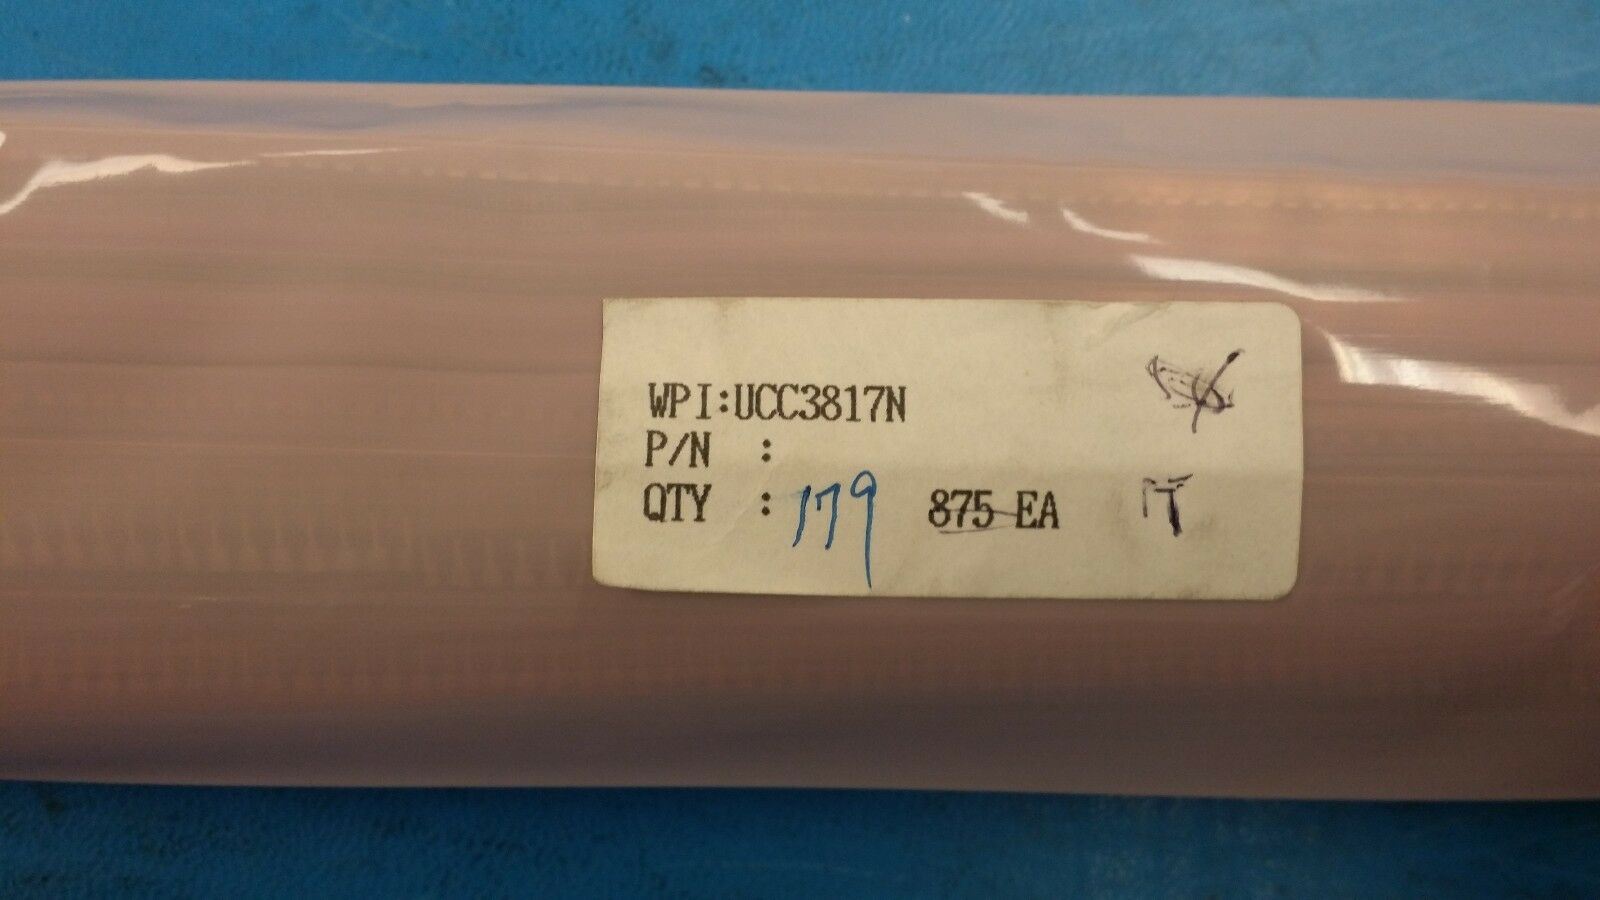 WPI:UCC3817N
P/N :
QTY : 179 875 EA